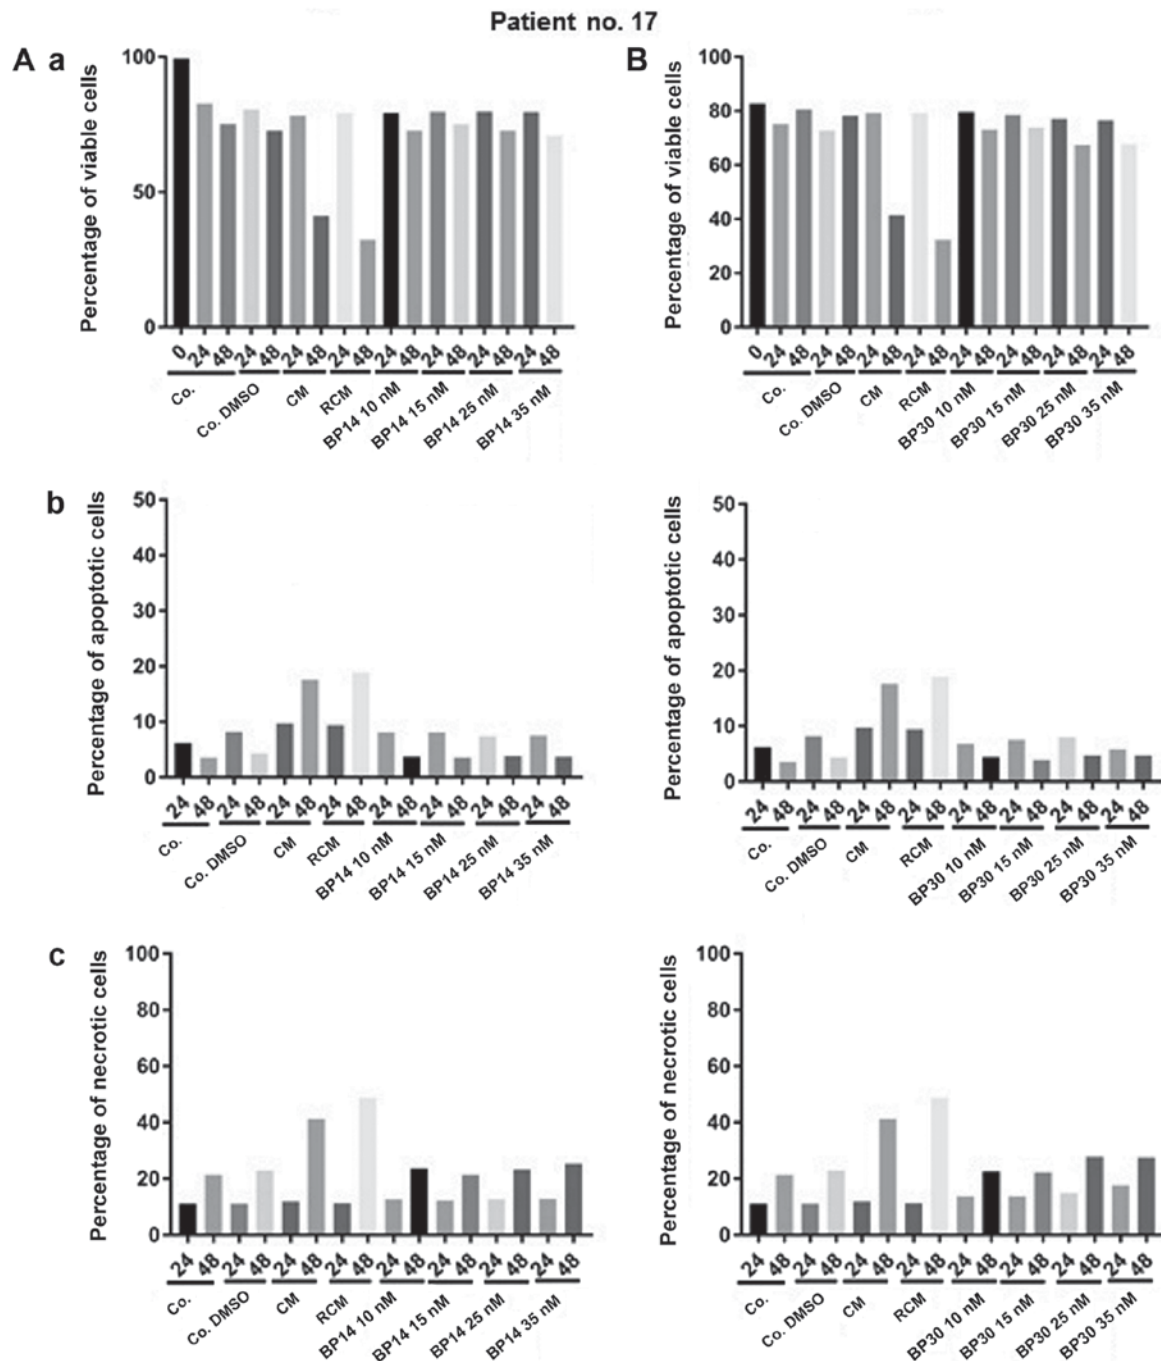 Patient no. 17
A a
Percentage of viable cells
100
50
0
0 24 48 24 48 24 48 24 48 24 48 24 48 24 48 24 48
Co. Co. DMSO CM RCM BP14 10 nM BP14 15 nM BP14 25 nM BP14 35 nM
B
Percentage of viable cells
100
80
60
40
20
0
0 24 48 24 48 24 48 24 48 24 48 24 48 24 48 24 48
Co. Co. DMSO CM RCM BP30 10 nM BP30 15 nM BP30 25 nM BP30 35 nM
b
Percentage of apoptotic cells
50
40
30
20
10
0
24 48 24 48 24 48 24 48 24 48 24 48 24 48 24 48
Co. Co. DMSO CM RCM BP14 10 nM BP14 15 nM BP14 25 nM BP14 35 nM
Percentage of apoptotic cells
50
40
30
20
10
0
24 48 24 48 24 48 24 48 24 48 24 48 24 48 24 48
Co. Co. DMSO CM RCM BP30 10 nM BP30 15 nM BP30 25 nM BP30 35 nM
c
Percentage of necrotic cells
100
80
60
40
20
0
24 48 24 48 24 48 24 48 24 48 24 48 24 48 24 48
Co. Co. DMSO CM RCM BP14 10 nM BP14 15 nM BP14 25 nM BP14 35 nM
Percentage of necrotic cells
100
80
60
40
20
0
24 48 24 48 24 48 24 48 24 48 24 48 24 48 24 48
Co. Co. DMSO CM RCM BP30 10 nM BP30 15 nM BP30 25 nM BP30 35 nM